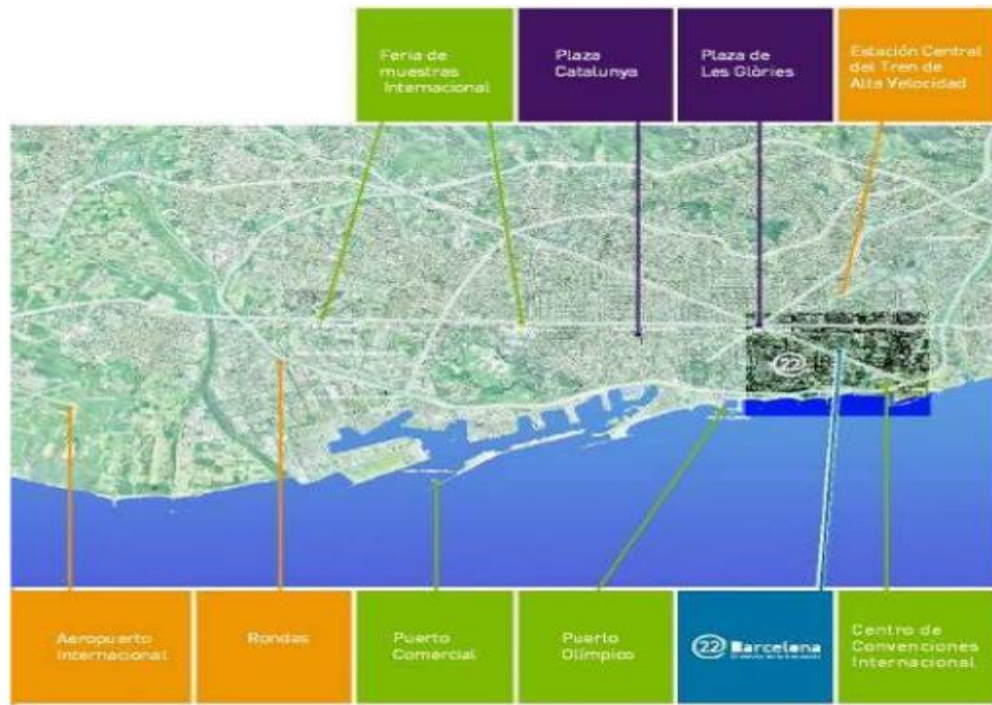 Feria de
muestras
Internacional
Plaza
Catalunya
Plaza de
Les Glòries
Estación Central
del Tren de
Alta Velocidad
22
Aeropuerto
Internacional
Rondas
Puerto
Comercial
Puerto
Olímpico
22 Barcelona
Centro de
Convenciones
Internacional